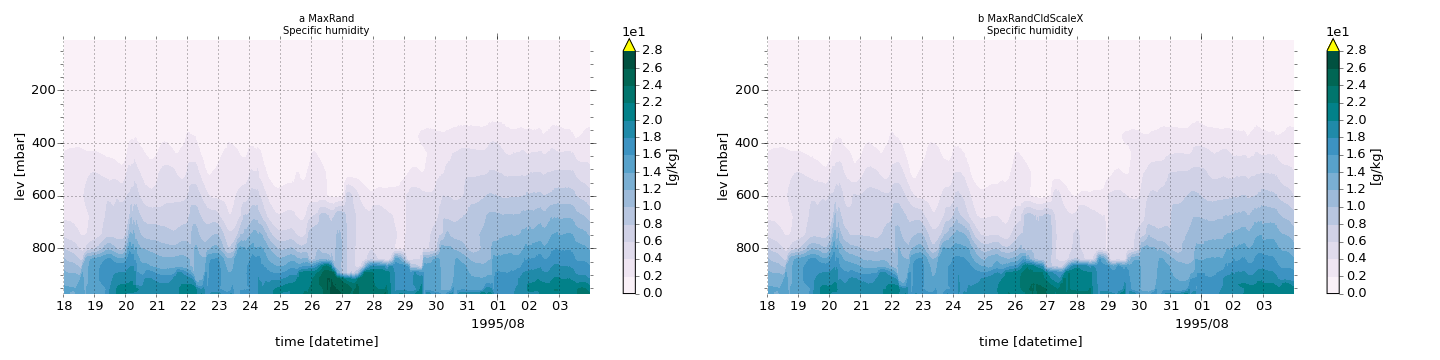 a MaxRand
Specific humidity
1e1
2.8
2.6
2.4
2.2
2.0
1.8
1.6
1.4
1.2
1.0
0.8
0.6
0.4
0.2
0.0
[g/kg]
200
400
600
800
lev [mbar]
18 19 20 21 22 23 24 25 26 27 28 29 30 31 01 02 03
1995/08
time [datetime]
b MaxRandCldScaleX
Specific humidity
1e1
2.8
2.6
2.4
2.2
2.0
1.8
1.6
1.4
1.2
1.0
0.8
0.6
0.4
0.2
0.0
[g/kg]
200
400
600
800
lev [mbar]
18 19 20 21 22 23 24 25 26 27 28 29 30 31 01 02 03
1995/08
time [datetime]